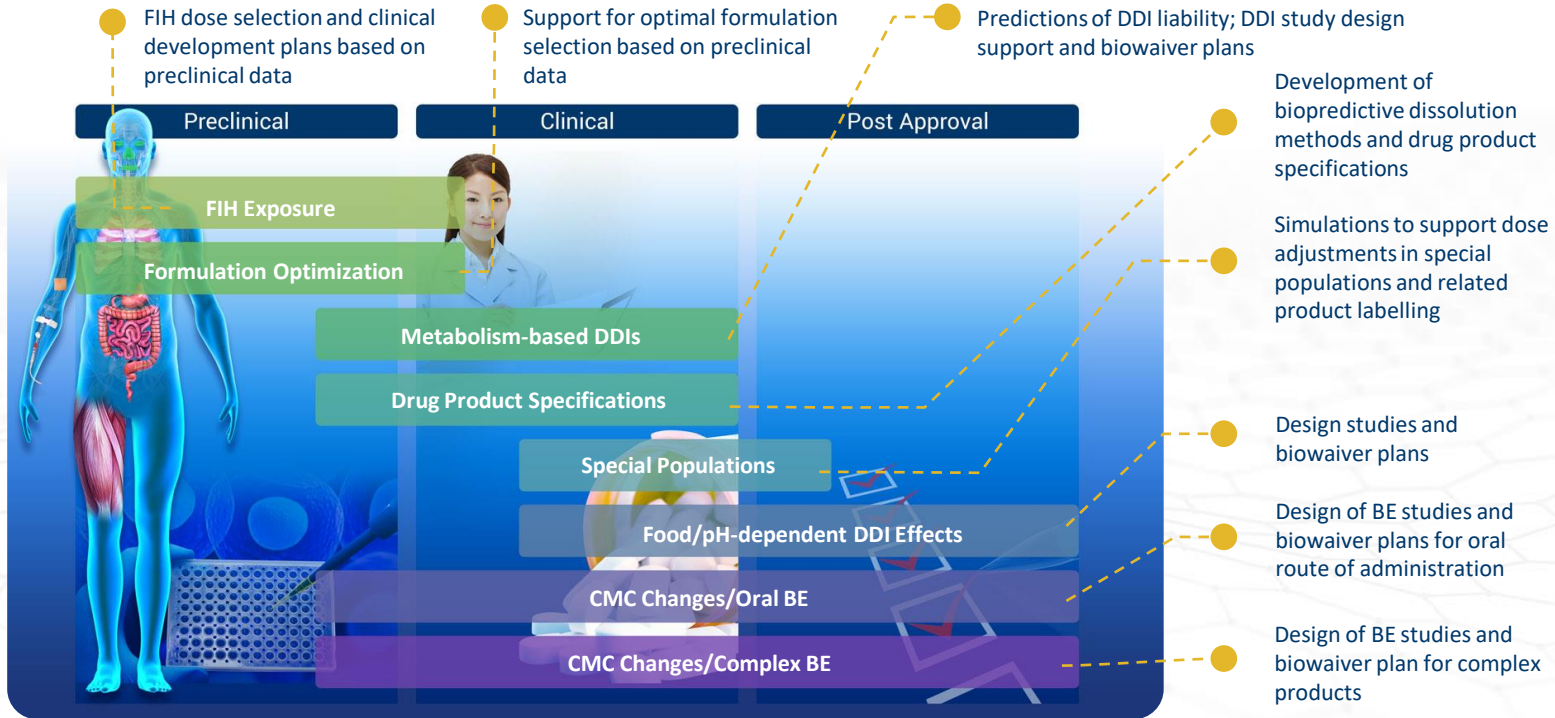 FIH dose selection and clinical
development plans based on
preclinical data
Support for optimal formulation
selection based on preclinical
data
Predictions of DDI liability; DDI study design
support and biowaiver plans
Preclinical
Clinical
Post Approval
FIH Exposure
Formulation Optimization
Metabolism-based DDIs
Drug Product Specifications
Special Populations
Food/pH-dependent DDI Effects
CMC Changes/Oral BE
CMC Changes/Complex BE
Development of
biopredictive dissolution
methods and drug product
specifications
Simulations to support dose
adjustments in special
populations and related
product labelling
Design studies and
biowaiver plans
Design of BE studies and
biowaiver plans for oral
route of administration
Design of BE studies and
biowaiver plan for complex
products